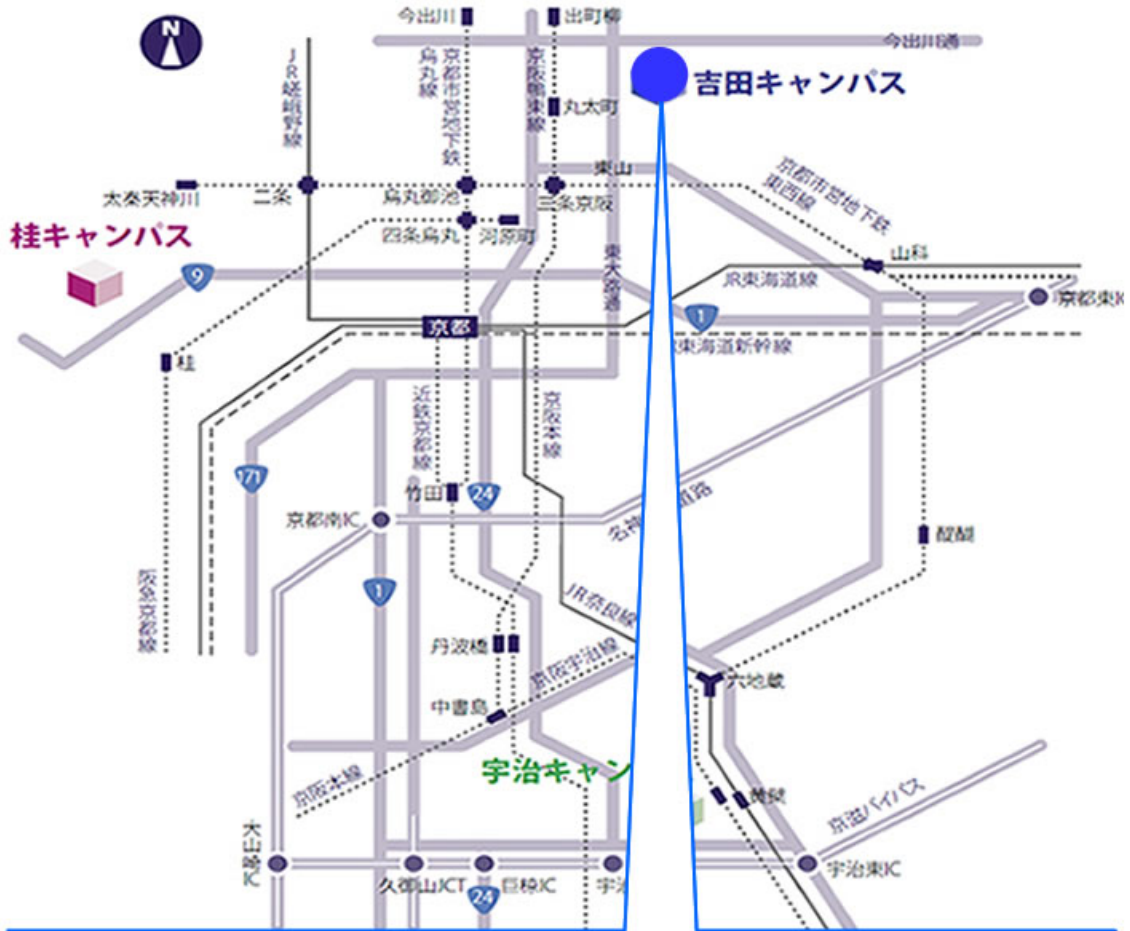 N
今出川
出町柳
今出川通
JR嵯峨野線
烏丸線
京都市営地下鉄
京阪鴨東線
丸太町
吉田キャンパス
東山
京都市営地下鉄
東西線
太秦天神川
二条
烏丸御池
三条京阪
四条烏丸
河原町
桂キャンパス
9
東大路通
山科
JR東海道線
京都東IC
1
京都
東海道新幹線
桂
近鉄京都線
京阪本線
171
竹田
24
京都南IC
名神
道路
醍醐
1
阪急京都線
JR奈良線
丹波橋
京阪宇治線
六地蔵
中書島
宇治キャン
京阪本線
黄檗
京滋バイパス
大山崎IC
久御山JCT
巨椋IC
宇治東IC
24